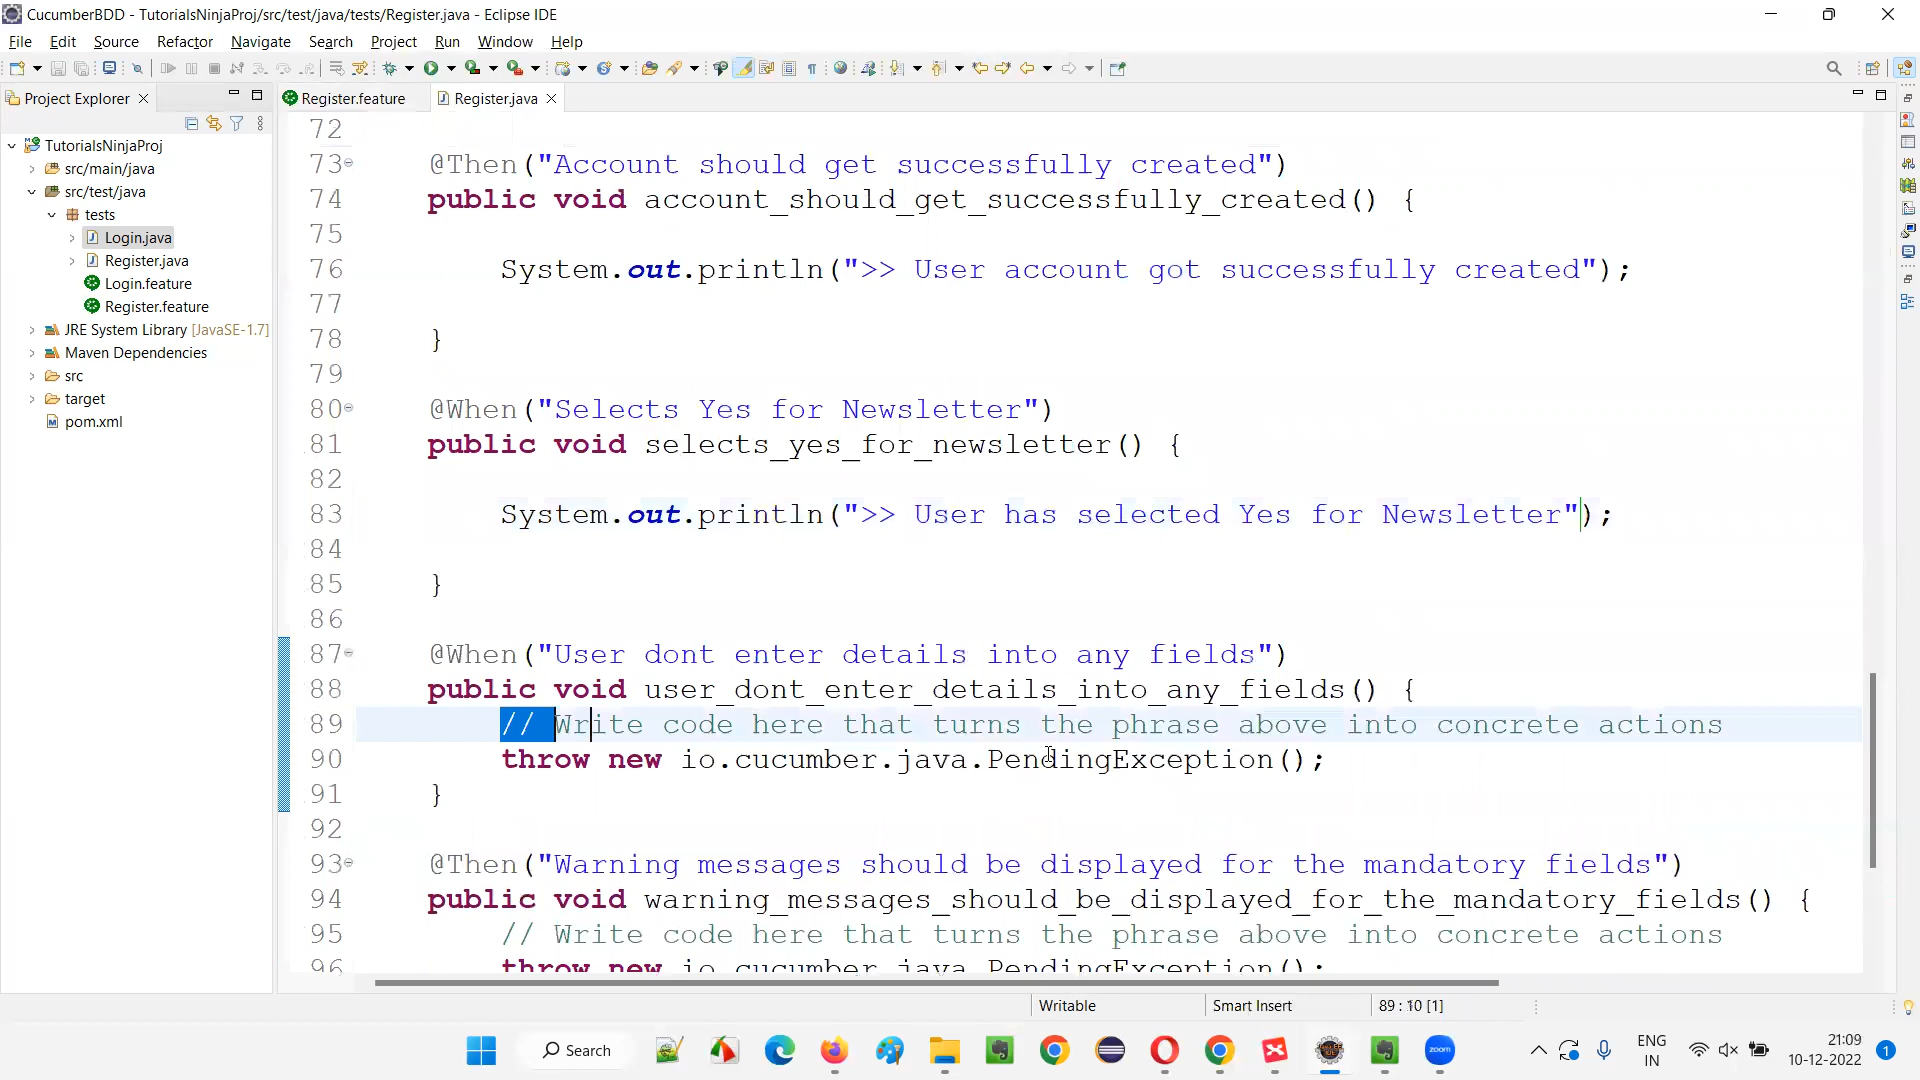 CucumberBDD - TutorialsNinjaProj/src/test/java/tests/Register.java - Eclipse IDE
File Edit Source Refactor Navigate Search Project Run Window Help
Project Explorer
Register.feature
Register.java
TutorialsNinjaProj
src/main/java
src/test/java
tests
Login.java
Register.java
Login.feature
Register.feature
JRE System Library [JavaSE-1.7]
Maven Dependencies
src
target
pom.xml
72
73 @Then("Account should get successfully created")
74 public void account_should_get_successfully_created() {
75
76 System.out.println(">> User account got successfully created");
77
78 }
79
80 @When("Selects Yes for Newsletter")
81 public void selects_yes_for_newsletter() {
82
83 System.out.println(">> User has selected Yes for Newsletter");
84
85 }
86
87 @When("User dont enter details into any fields")
88 public void user_dont_enter_details_into_any_fields() {
89 // Write code here that turns the phrase above into concrete actions
90 throw new io.cucumber.java.PendingException();
91 }
92
93 @Then("Warning messages should be displayed for the mandatory fields")
94 public void warning_messages_should_be_displayed_for_the_mandatory_fields() {
95 // Write code here that turns the phrase above into concrete actions
96 throw new io.cucumber.java.PendingException();
Writable
Smart Insert
89 : 10 [1]
Search
zoom
ENG
IN
21:09
10-12-2022
1